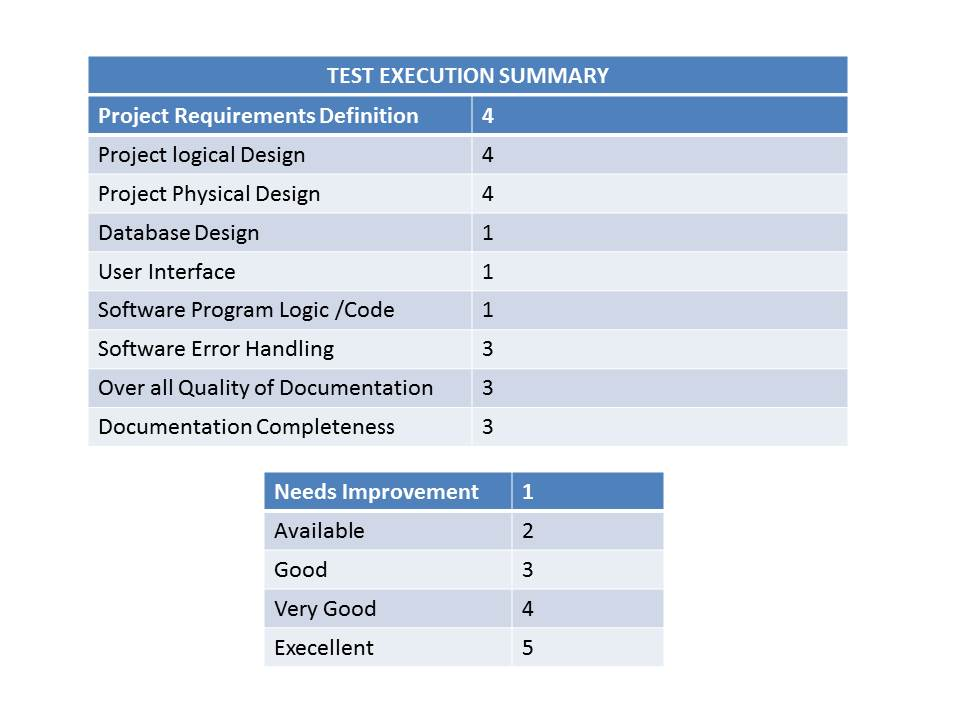 TEST EXECUTION SUMMARY
Project Requirements Definition 4
Project logical Design 4
Project Physical Design 4
Database Design 1
User Interface 1
Software Program Logic /Code 1
Software Error Handling 3
Over all Quality of Documentation 3
Documentation Completeness 3
Needs Improvement 1
Available 2
Good 3
Very Good 4
Execellent 5